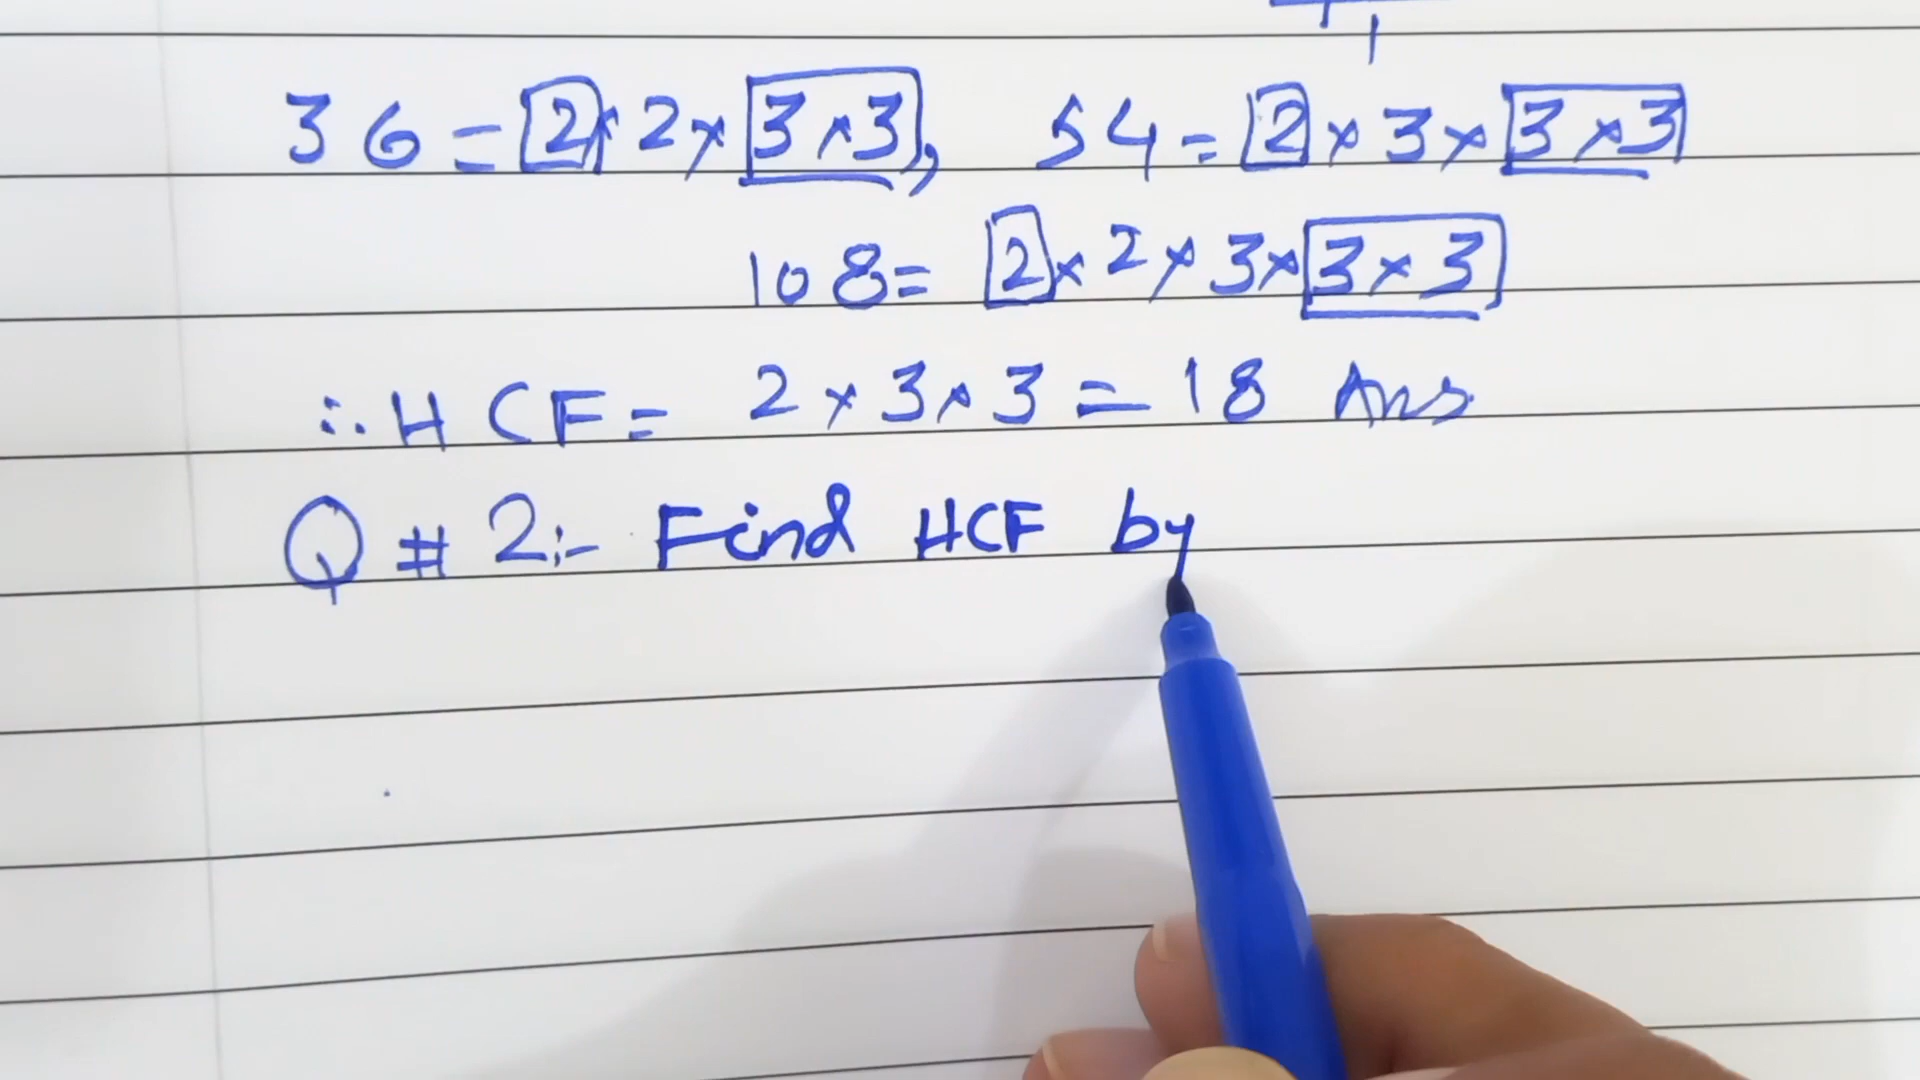 1
36 = 2 × 2 × 3 × 3, 54 = 2 × 3 × 3 × 3
108 = 2 × 2 × 3 × 3 × 3
∴ HCF = 2 × 3 × 3 = 18 Ans
Q # 2:- Find HCF by